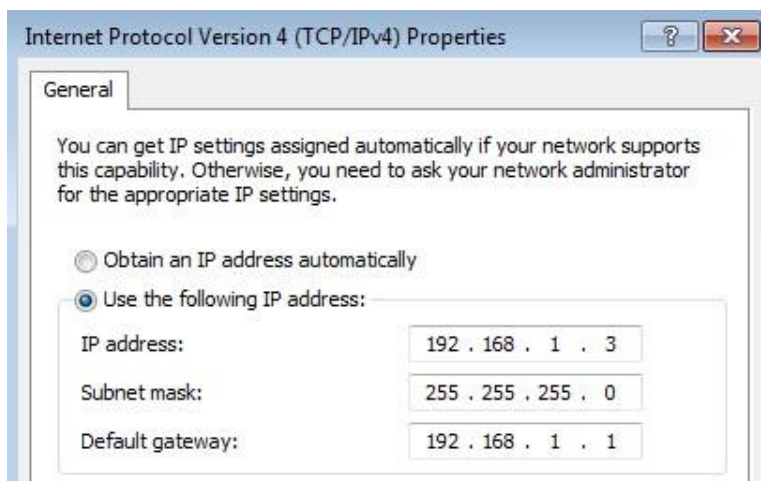 Internet Protocol Version 4 (TCP/IPv4) Properties
?
General
You can get IP settings assigned automatically if your network supports
this capability. Otherwise, you need to ask your network administrator
for the appropriate IP settings.
Obtain an IP address automatically
Use the following IP address:
IP address: 192 . 168 . 1 . 3
Subnet mask: 255 . 255 . 255 . 0
Default gateway: 192 . 168 . 1 . 1